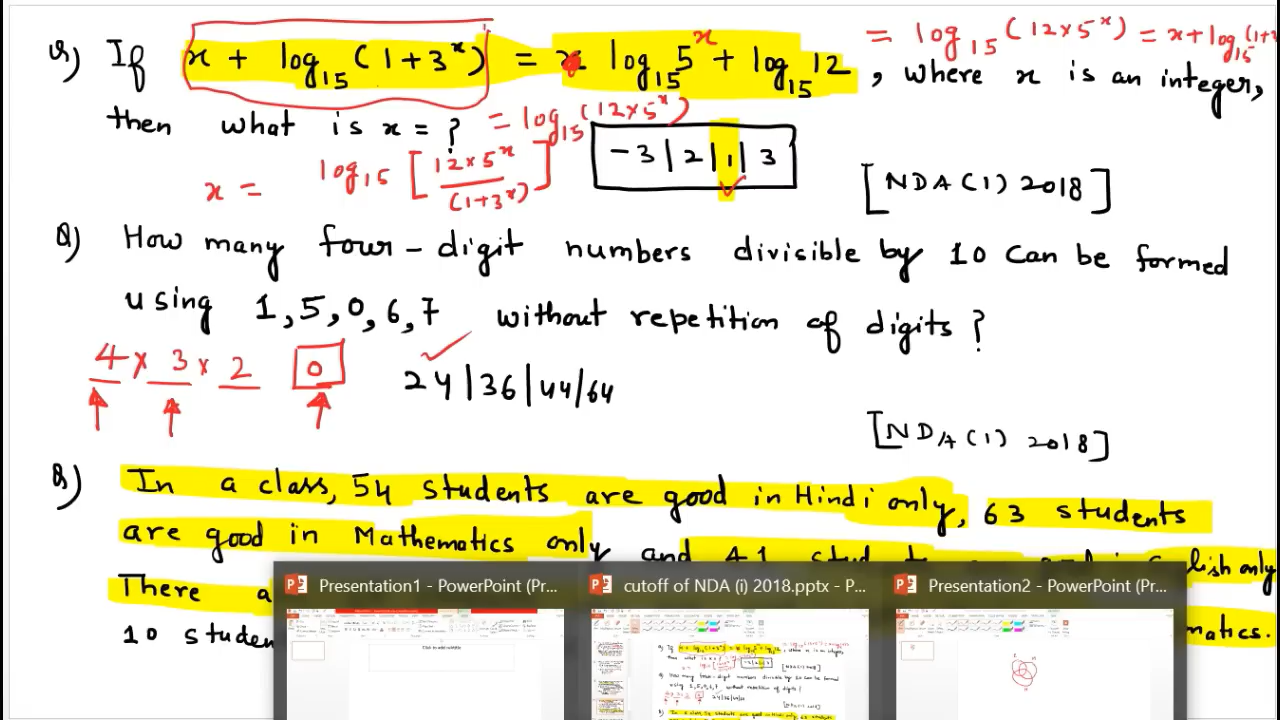 Q) If x + log15 (1+3^x) = x log15 5^x + log15 12, where x is an integer,
= log15 (12×5^x) = x+log15 (1+
then what is x = ?
= log15 (12×5^x)
-3 | 2 | 1 | 3
x = log15 [12×5^x / (1+3^x)]
[NDA (1) 2018]
Q) How many four-digit numbers divisible by 10 can be formed
using 1, 5, 0, 6, 7 without repetition of digits ?
4 × 3 × 2 0
24|36|44|64
[NDA (1) 2018]
Q) In a class, 54 students are good in Hindi only, 63 students
are good in Mathematics only and 41 only
There
10
Presentation1 - PowerPoint (Pr...
cutoff of NDA (i) 2018.pptx - P...
Presentation2 - PowerPoint (Pr...